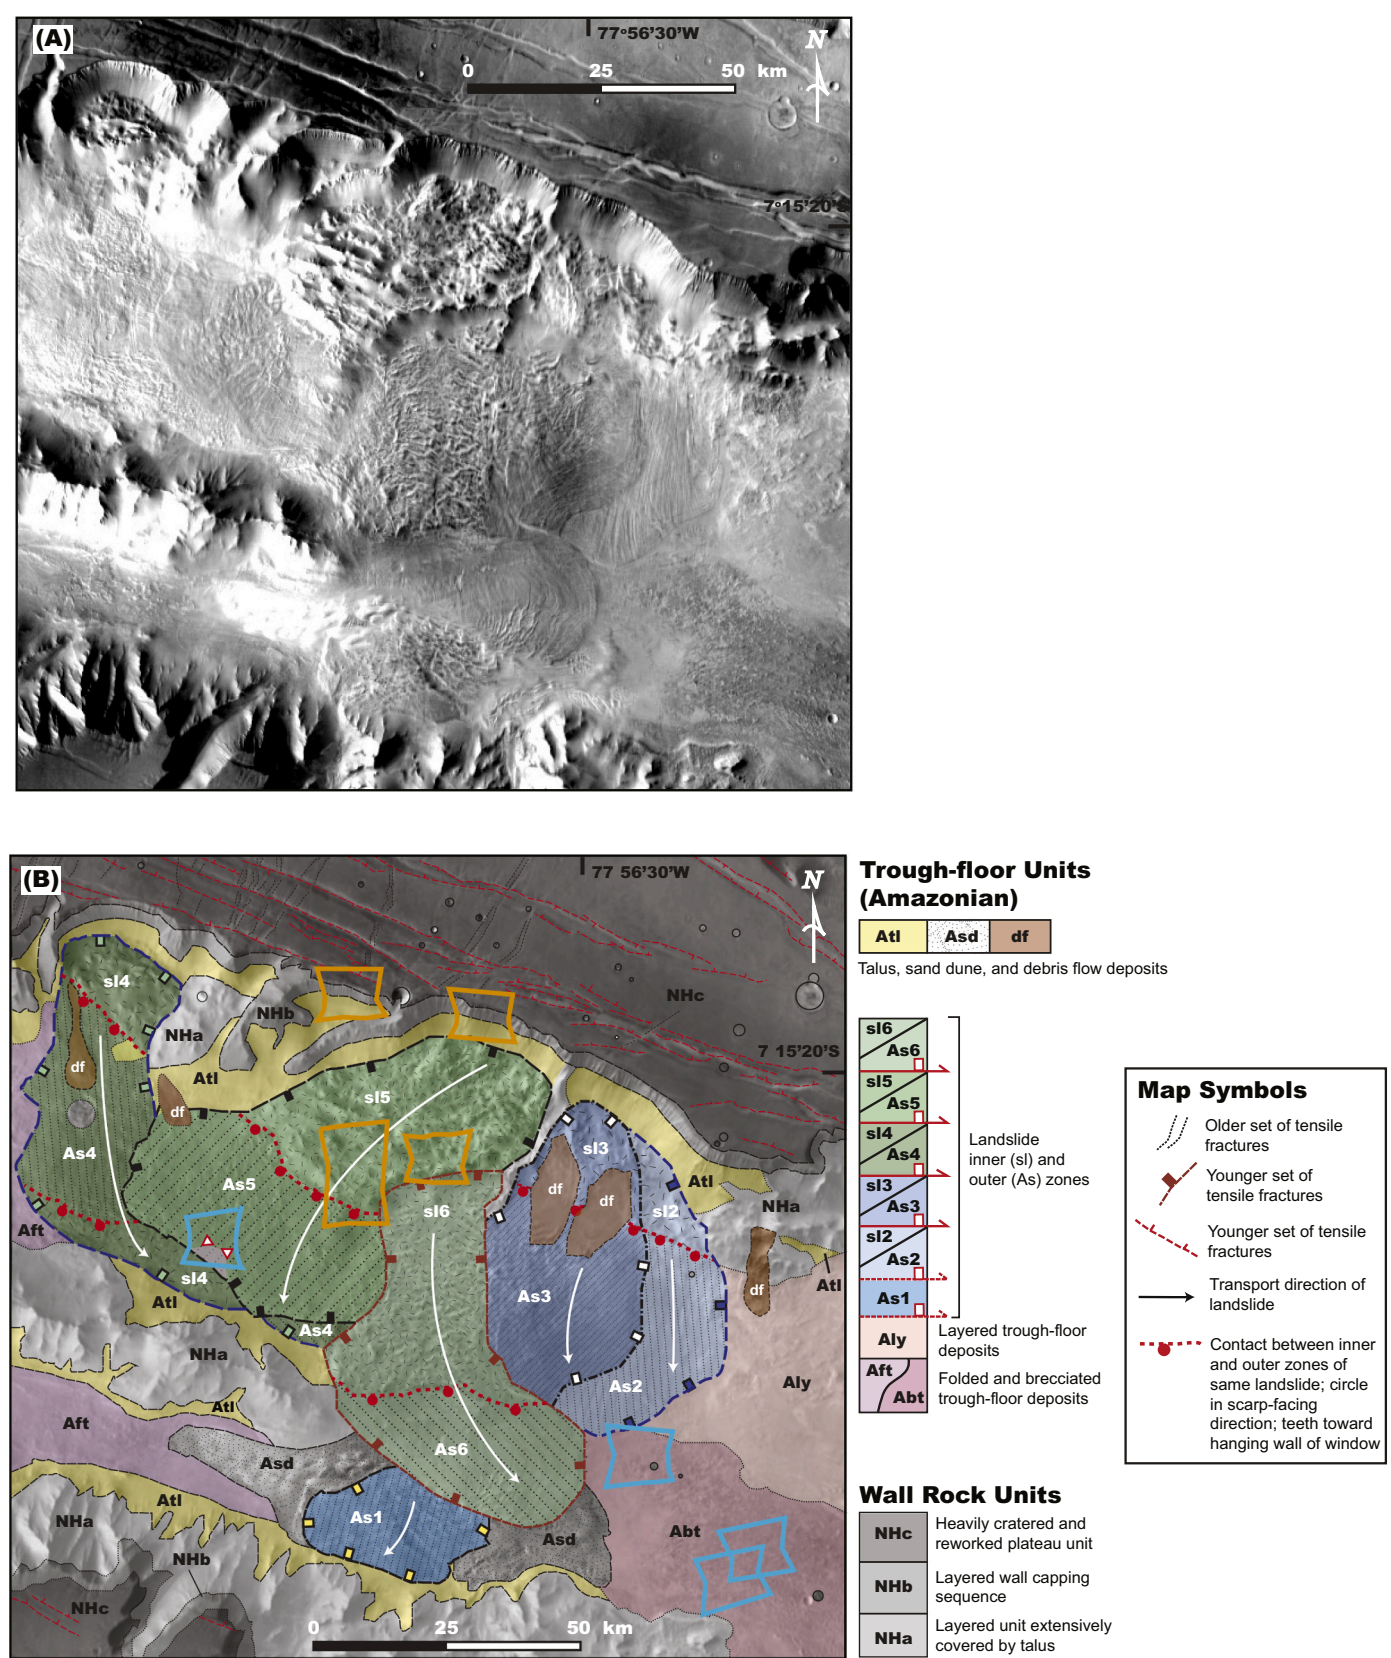 (A)
77°56'30"W
N
0 25 50 km
7°15'20"S
(B)
77 56'30"W
N
sl4
NHb
NHc
NHa
7 15'20"S
df
Atl
sl5
df
sl3
As4
As5
df
df
Atl
sl6
sl2
NHa
Aft
sl4
Atl
As3
df
Atl
As4
NHa
As2
Aly
Atl
Aft
As6
Asd
Atl
As1
NHa
Asd
Abt
NHb
NHc
0 25 50 km
Trough-floor Units
(Amazonian)
Atl Asd df
Talus, sand dune, and debris flow deposits
sl6
As6
sl5
As5
sl4
As4
sl3
As3
sl2
As2
As1
Landslide
inner (sl) and
outer (As) zones
Aly
Layered trough-floor
deposits
Aft
Abt
Folded and brecciated
trough-floor deposits
Wall Rock Units
NHc
Heavily cratered and
reworked plateau unit
NHb
Layered wall capping
sequence
NHa
Layered unit extensively
covered by talus
Map Symbols
Older set of tensile
fractures
Younger set of
tensile fractures
Younger set of tensile
fractures
Transport direction of
landslide
Contact between inner
and outer zones of
same landslide; circle
in scarp-facing
direction; teeth toward
hanging wall of window